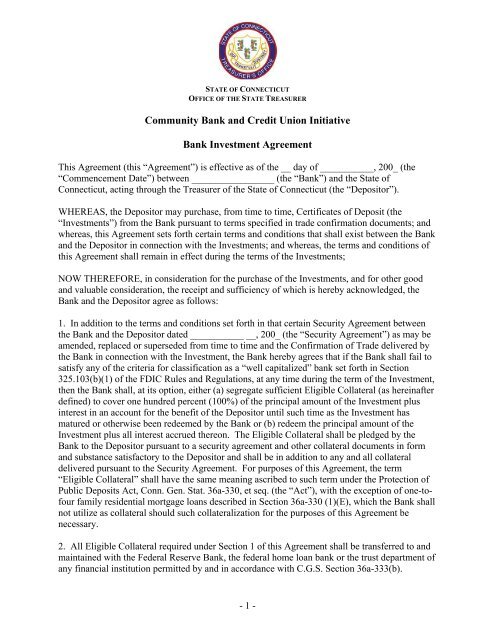 STATE OF CONNECTICUT
TREASURER'S OFFICE
STATE OF CONNECTICUT
OFFICE OF THE STATE TREASURER
Community Bank and Credit Union Initiative
Bank Investment Agreement
This Agreement (this “Agreement”) is effective as of the __ day of ___________, 200_ (the
“Commencement Date”) between _________________ (the “Bank”) and the State of
Connecticut, acting through the Treasurer of the State of Connecticut (the “Depositor”).
WHEREAS, the Depositor may purchase, from time to time, Certificates of Deposit (the
“Investments”) from the Bank pursuant to terms specified in trade confirmation documents; and
whereas, this Agreement sets forth certain terms and conditions that shall exist between the Bank
and the Depositor in connection with the Investments; and whereas, the terms and conditions of
this Agreement shall remain in effect during the terms of the Investments;
NOW THEREFORE, in consideration for the purchase of the Investments, and for other good
and valuable consideration, the receipt and sufficiency of which is hereby acknowledged, the
Bank and the Depositor agree as follows:
1. In addition to the terms and conditions set forth in that certain Security Agreement between
the Bank and the Depositor dated ___________ __, 200_ (the “Security Agreement”) as may be
amended, replaced or superseded from time to time and the Confirmation of Trade delivered by
the Bank in connection with the Investment, the Bank hereby agrees that if the Bank shall fail to
satisfy any of the criteria for classification as a “well capitalized” bank set forth in Section
325.103(b)(1) of the FDIC Rules and Regulations, at any time during the term of the Investment,
then the Bank shall, at its option, either (a) segregate sufficient Eligible Collateral (as hereinafter
defined) to cover one hundred percent (100%) of the principal amount of the Investment plus
interest in an account for the benefit of the Depositor until such time as the Investment has
matured or otherwise been redeemed by the Bank or (b) redeem the principal amount of the
Investment plus all interest accrued thereon. The Eligible Collateral shall be pledged by the
Bank to the Depositor pursuant to a security agreement and other collateral documents in form
and substance satisfactory to the Depositor and shall be in addition to any and all collateral
delivered pursuant to the Security Agreement. For purposes of this Agreement, the term
“Eligible Collateral” shall have the same meaning ascribed to such term under the Protection of
Public Deposits Act, Conn. Gen. Stat. 36a-330, et seq. (the “Act”), with the exception of one-to-
four family residential mortgage loans described in Section 36a-330 (1)(E), which the Bank shall
not utilize as collateral should such collateralization for the purposes of this Agreement be
necessary.
2. All Eligible Collateral required under Section 1 of this Agreement shall be transferred to and
maintained with the Federal Reserve Bank, the federal home loan bank or the trust department of
any financial institution permitted by and in accordance with C.G.S. Section 36a-333(b).
- 1 -